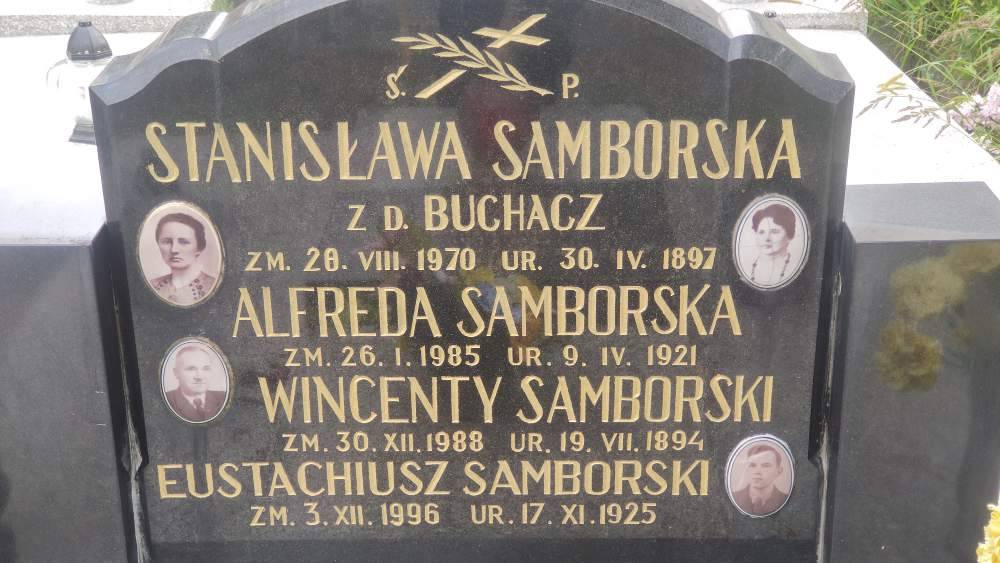 Ś. P.
STANISŁAWA SAMBORSKA
Z D. BUCHACZ
ZM. 28. VIII. 1970 UR. 30. IV. 1897
ALFREDA SAMBORSKA
ZM. 26. I. 1985 UR. 9. IV. 1921
WINCENTY SAMBORSKI
ZM. 30. XII. 1988 UR. 19. VII. 1894
EUSTACHIUSZ SAMBORSKI
ZM. 3. XII. 1996 UR. 17. XI. 1925